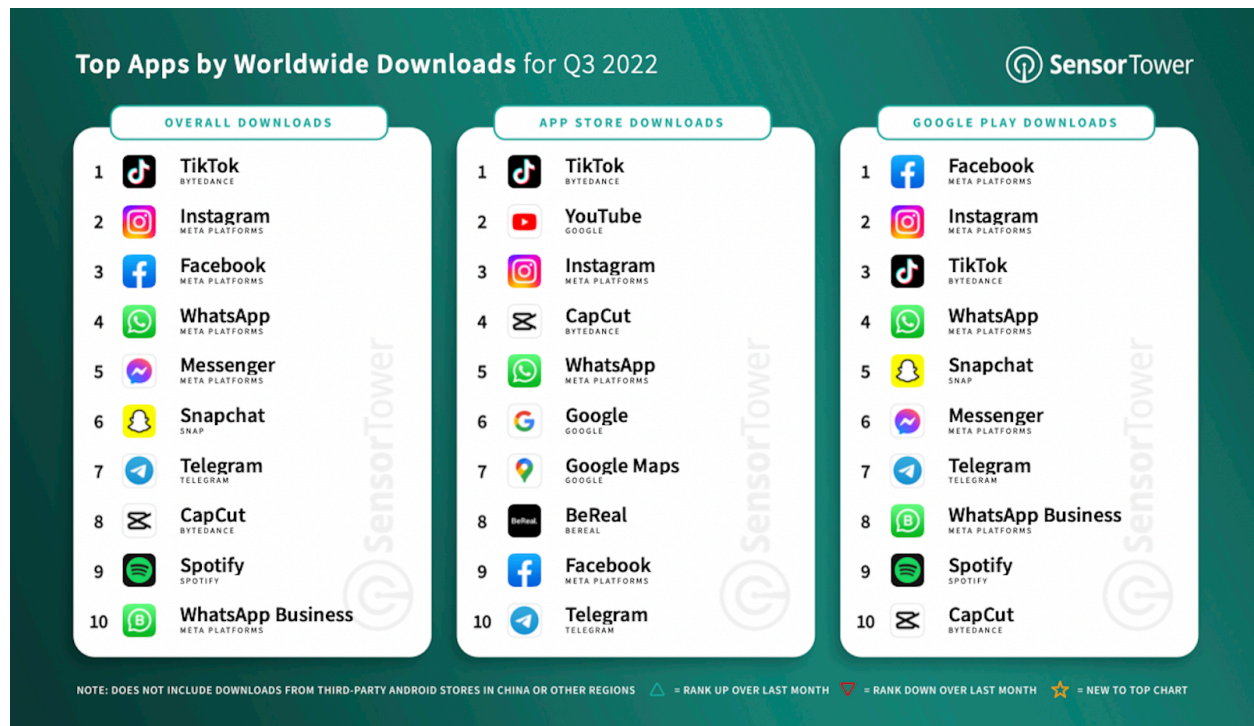 Top Apps by Worldwide Downloads for Q3 2022
SensorTower
OVERALL DOWNLOADS
1
TikTok
BYTEDANCE
2
Instagram
META PLATFORMS
3
Facebook
META PLATFORMS
4
WhatsApp
META PLATFORMS
5
Messenger
META PLATFORMS
6
Snapchat
SNAP
7
Telegram
TELEGRAM
8
CapCut
BYTEDANCE
9
Spotify
SPOTIFY
10
WhatsApp Business
META PLATFORMS
SensorTower
APP STORE DOWNLOADS
1
TikTok
BYTEDANCE
2
YouTube
GOOGLE
3
Instagram
META PLATFORMS
4
CapCut
BYTEDANCE
5
WhatsApp
META PLATFORMS
6
Google
GOOGLE
7
Google Maps
GOOGLE
8
BeReal.
BeReal
BEREAL
9
Facebook
META PLATFORMS
10
Telegram
TELEGRAM
SensorTower
GOOGLE PLAY DOWNLOADS
1
Facebook
META PLATFORMS
2
Instagram
META PLATFORMS
3
TikTok
BYTEDANCE
4
WhatsApp
META PLATFORMS
5
Snapchat
SNAP
6
Messenger
META PLATFORMS
7
Telegram
TELEGRAM
8
WhatsApp Business
META PLATFORMS
9
Spotify
SPOTIFY
10
CapCut
BYTEDANCE
SensorTower
NOTE: DOES NOT INCLUDE DOWNLOADS FROM THIRD-PARTY ANDROID STORES IN CHINA OR OTHER REGIONS = RANK UP OVER LAST MONTH = RANK DOWN OVER LAST MONTH = NEW TO TOP CHART